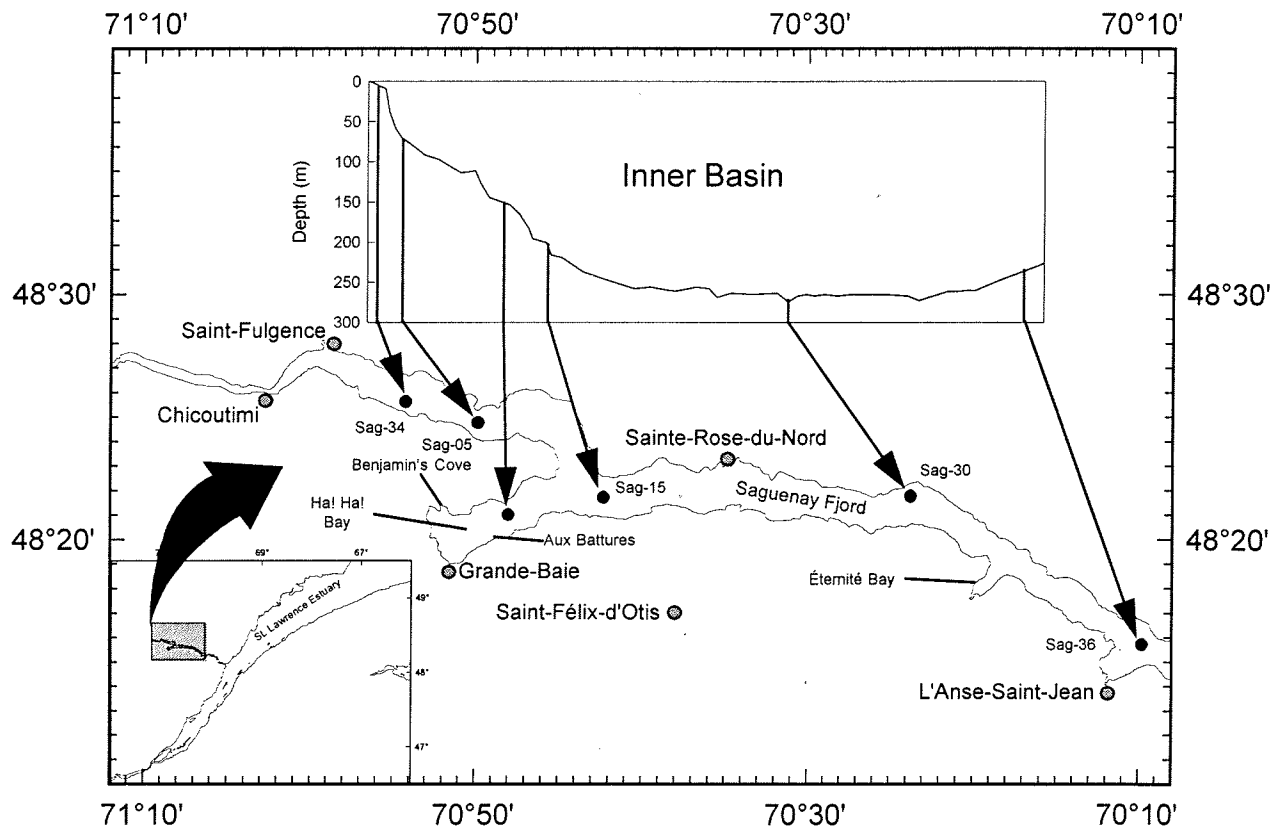 71°10'
70°50'
70°30'
70°10'
0
50
100
150
200
250
300
Depth (m)
Inner Basin
48°30'
48°30'
Saint-Fulgence
Chicoutimi
Sag-34
Sag-05
Benjamin's Cove
Sainte-Rose-du-Nord
Sag-15
Sag-30
Saguenay Fjord
Ha! Ha!
Bay
48°20'
48°20'
Aux Battures
Grande-Baie
Éternité Bay
Saint-Félix-d'Otis
Sag-36
L'Anse-Saint-Jean
69°
67°
St. Lawrence Estuary
49°
48°
47°
71°10'
70°50'
70°30'
70°10'